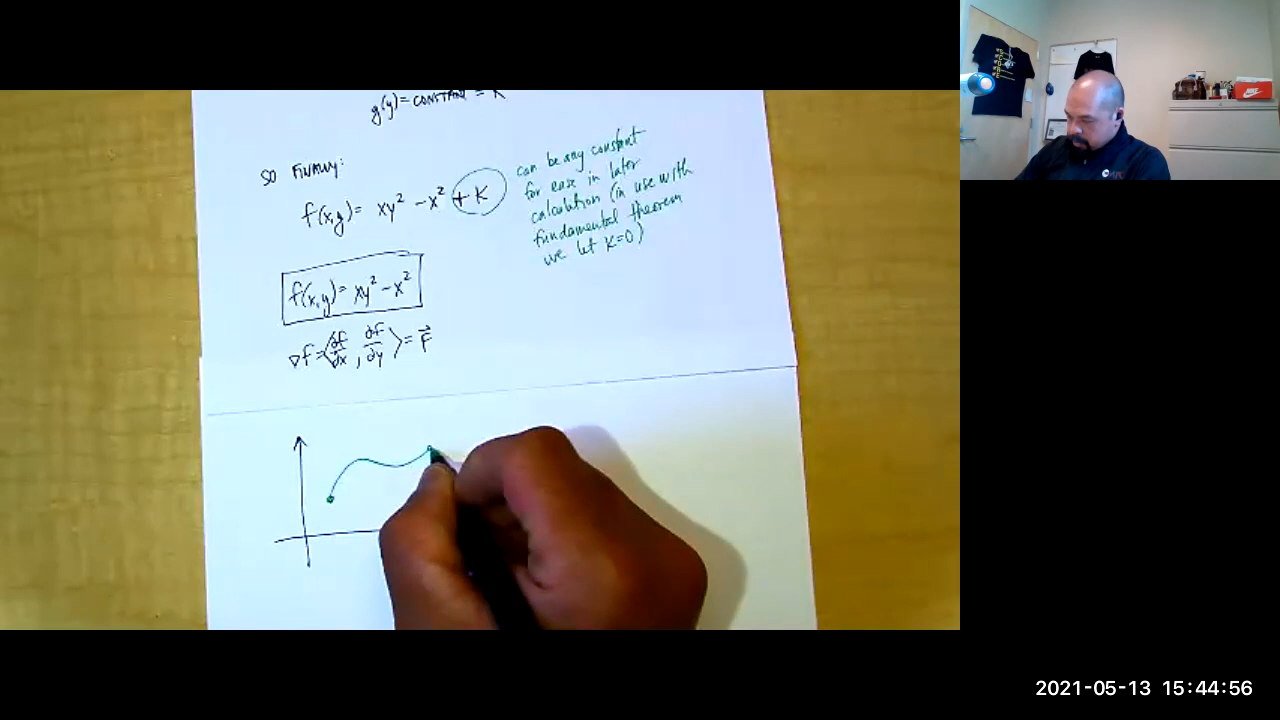 g(y) = CONSTANT = K
SO FINALLY:
f(x,y) = xy² - x² + K
can be any constant
for ease in later
calculation (in use with
fundamental theorem
we let K=0)
f(x,y) = xy² - x²
∇f = ⟨∂f/∂x, ∂f/∂y⟩ = F⃗
NIKE
2021-05-13 15:44:56